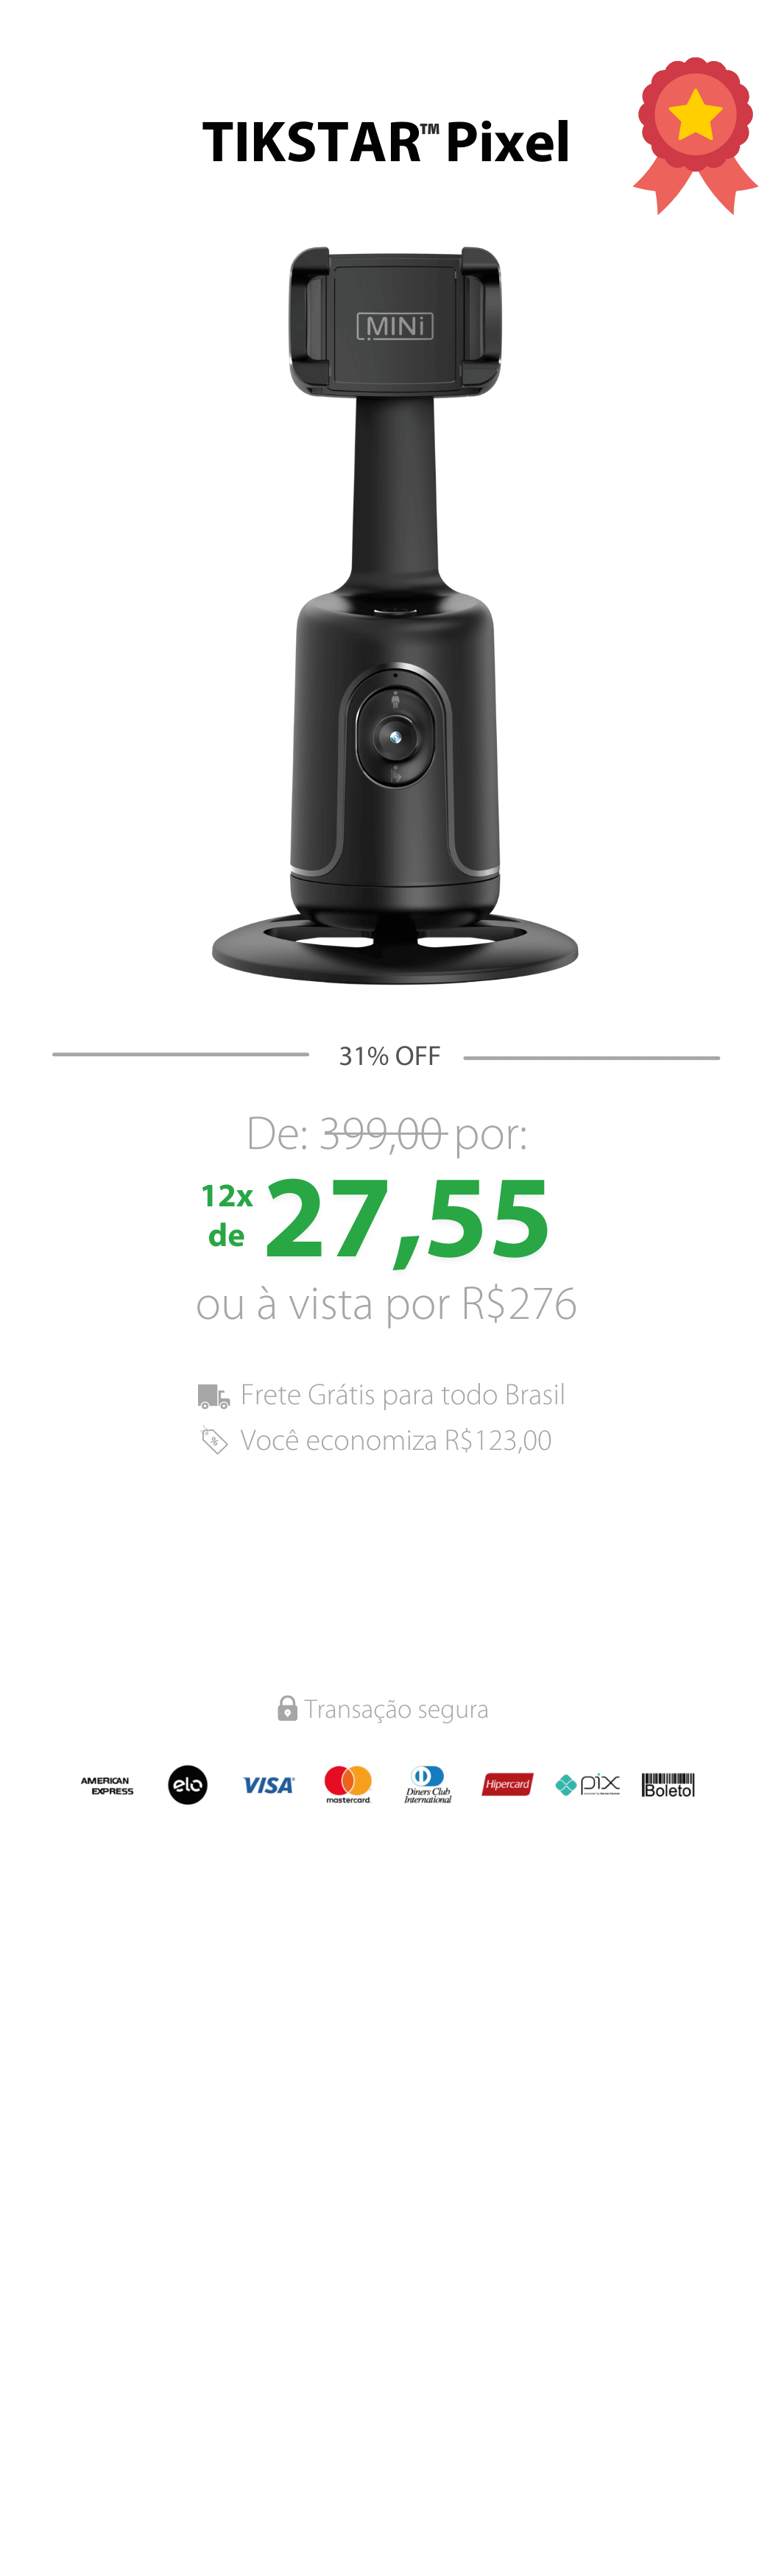 TIKSTAR™ Pixel
MINi
31% OFF
De: 399,00 por:
12x
de
27,55
ou à vista por R$276
Frete Grátis para todo Brasil
Você economiza R$123,00
Transação segura
AMERICAN
EXPRESS
elo
VISA
mastercard.
Diners Club
International
Hipercard
pix
Boleto